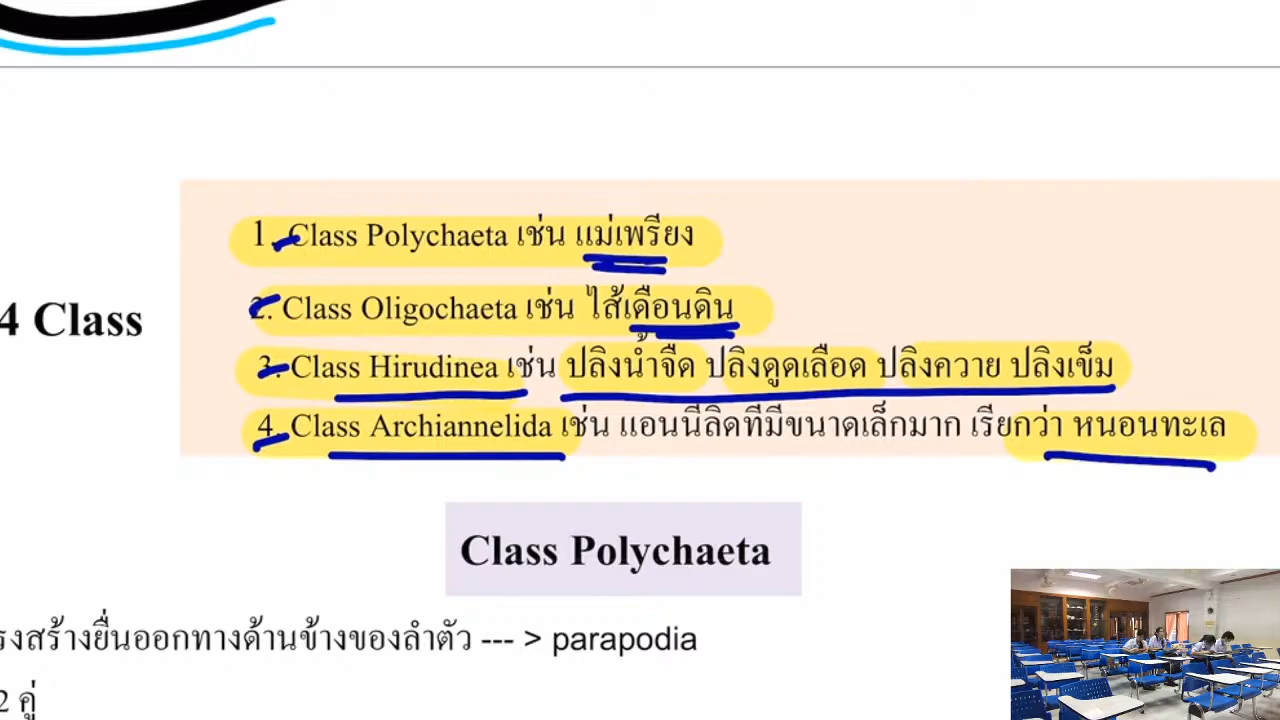 1. Class Polychaeta เช่น แม่เพรียง
2. Class Oligochaeta เช่น ไส้เดือนดิน
4 Class
3. Class Hirudinea เช่น ปลิงน้ำจืด ปลิงดูดเลือด ปลิงควาย ปลิงเข็ม
4. Class Archiannelida เช่น แอนนีลิดที่มีขนาดเล็กมาก เรียกว่า หนอนทะเล
Class Polychaeta
รงสร้างยื่นออกทางด้านข้างของลำตัว --- > parapodia
2 คู่